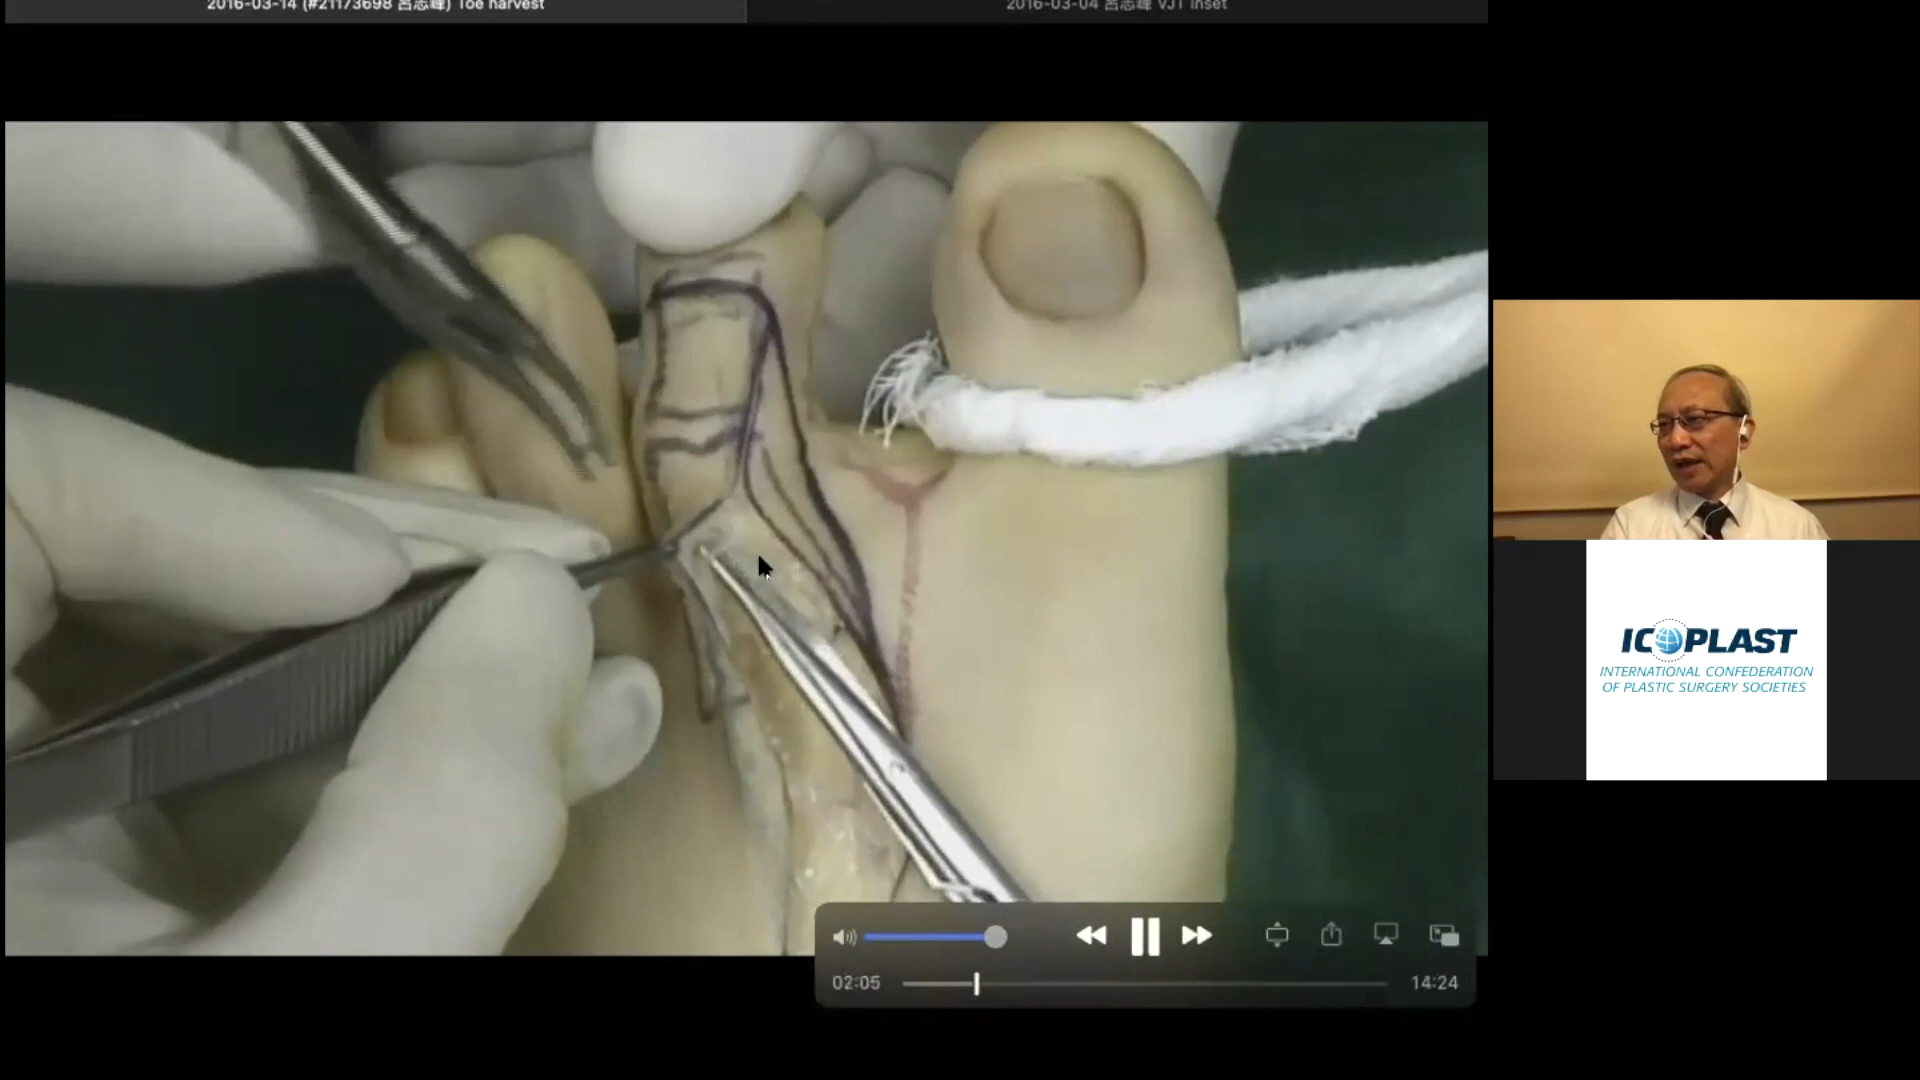 2016-03-14 (#21173698 呂志峰) Toe harvest
2016-03-04 呂志峰 VJT inset
ICOPLAST
INTERNATIONAL CONFEDERATION
OF PLASTIC SURGERY SOCIETIES
02:05
14:24